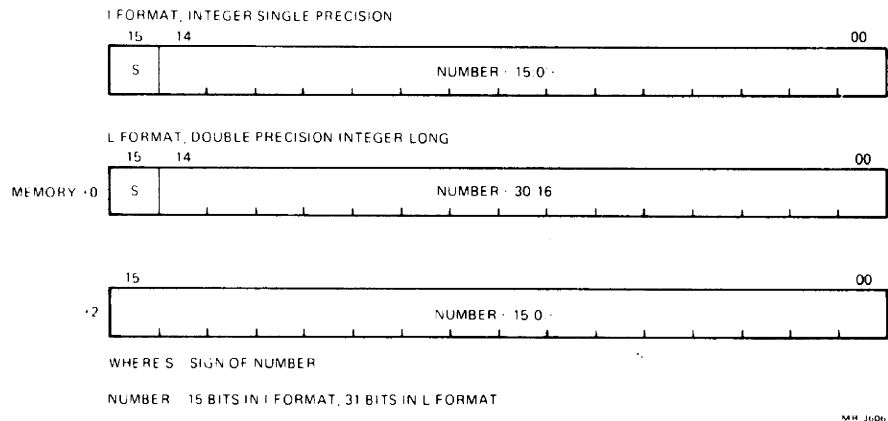 I FORMAT, INTEGER SINGLE PRECISION
15 14 00
S NUMBER · 15:0 ·
L FORMAT, DOUBLE PRECISION INTEGER LONG
15 14 00
MEMORY +0 S NUMBER · 30:16
15 00
+2 NUMBER · 15:0 ·
WHERE S SIGN OF NUMBER
NUMBER 15 BITS IN I FORMAT, 31 BITS IN L FORMAT